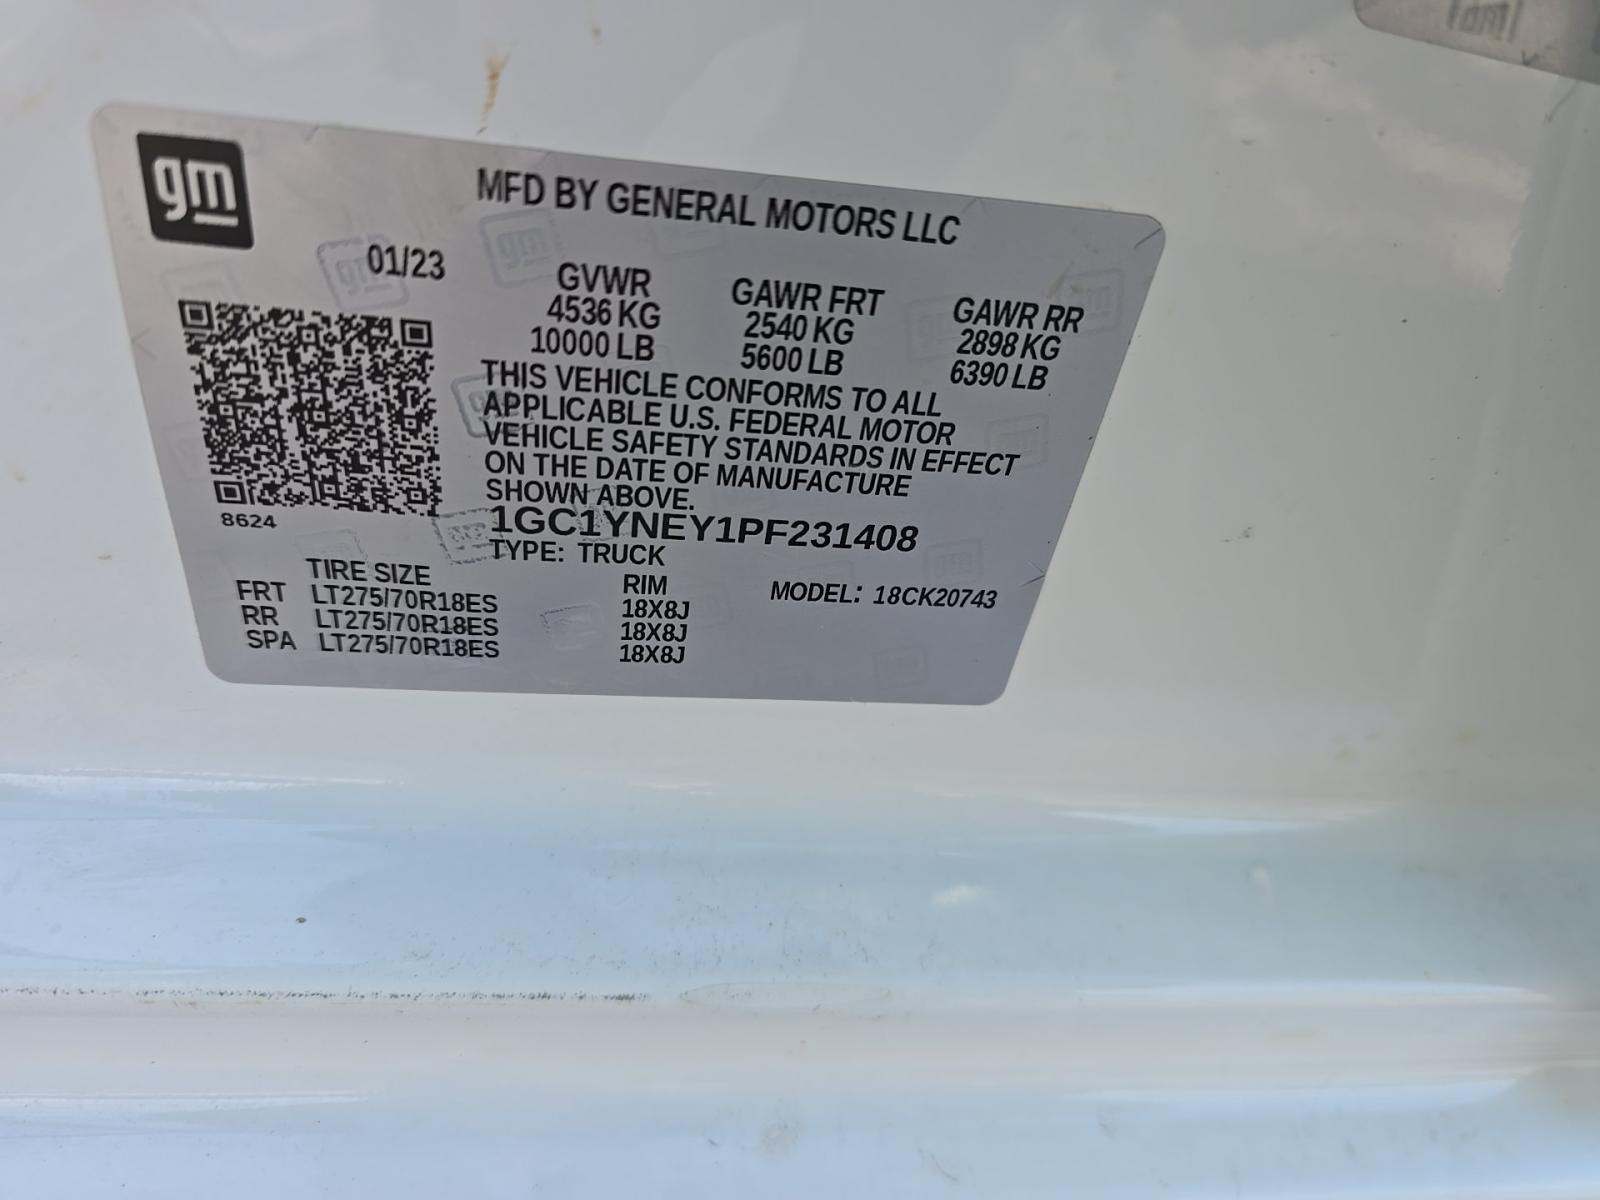 gm
MFD BY GENERAL MOTORS LLC
01/23
GVWR GAWR FRT GAWR RR
4536 KG 2540 KG 2898 KG
10000 LB 5600 LB 6390 LB
THIS VEHICLE CONFORMS TO ALL
APPLICABLE U.S. FEDERAL MOTOR
VEHICLE SAFETY STANDARDS IN EFFECT
ON THE DATE OF MANUFACTURE
SHOWN ABOVE.
8624
1GC1YNEY1PF231408
TYPE: TRUCK
TIRE SIZE RIM MODEL: 18CK20743
FRT LT275/70R18ES 18X8J
RR LT275/70R18ES 18X8J
SPA LT275/70R18ES 18X8J